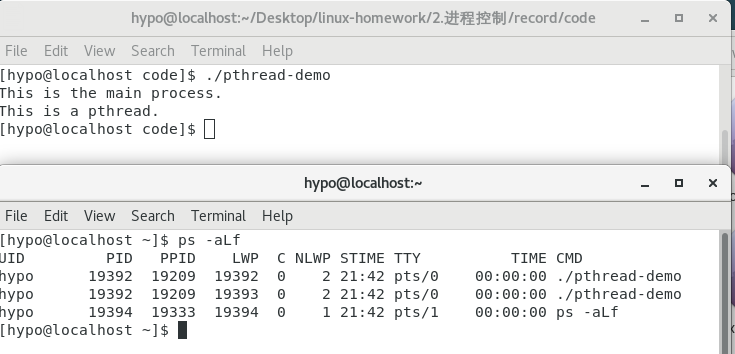 hypo@localhost:~/Desktop/linux-homework/2.进程控制/record/code
File Edit View Search Terminal Help
[hypo@localhost code]$ ./pthread-demo
This is the main process.
This is a pthread.
[hypo@localhost code]$
hypo@localhost:~
File Edit View Search Terminal Help
[hypo@localhost ~]$ ps -aLf
UID PID PPID LWP C NLWP STIME TTY TIME CMD
hypo 19392 19209 19392 0 2 21:42 pts/0 00:00:00 ./pthread-demo
hypo 19392 19209 19393 0 2 21:42 pts/0 00:00:00 ./pthread-demo
hypo 19394 19333 19394 0 1 21:42 pts/1 00:00:00 ps -aLf
[hypo@localhost ~]$